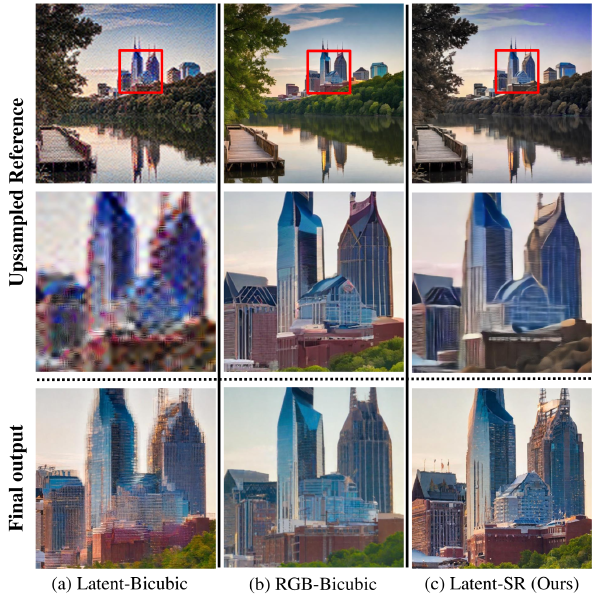 Upsampled Reference
Final output
(a) Latent-Bicubic
(b) RGB-Bicubic
(c) Latent-SR (Ours)